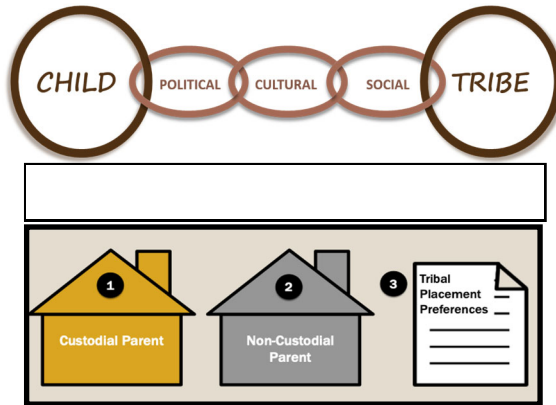 CHILD POLITICAL CULTURAL SOCIAL TRIBE
1 2 3
Tribal
Placement
Preferences
Custodial Parent Non-Custodial
Parent